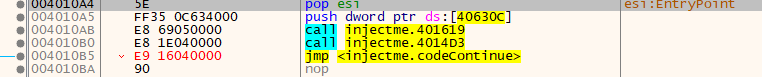 004010A4 5E pop esi esi:EntryPoint
004010A5 FF35 0C634000 push dword ptr ds:[40630C]
004010AB E8 69050000 call injectme.401619
004010B0 E8 1E040000 call injectme.4014D3
004010B5 E9 16040000 jmp <injectme.codeContinue>
004010BA 90 nop